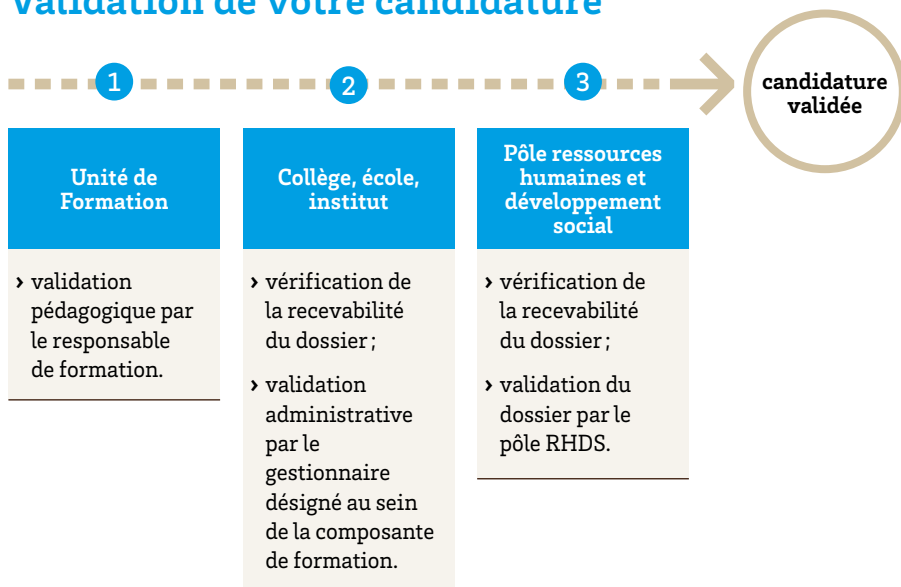 Validation de votre candidature
1
2
3
candidature
validée
Unité de
Formation
› validation
pédagogique par
le responsable
de formation.
Collège, école,
institut
› vérification de
la recevabilité
du dossier ;
› validation
administrative
par le
gestionnaire
désigné au sein
de la composante
de formation.
Pôle ressources
humaines et
développement
social
› vérification de
la recevabilité
du dossier ;
› validation du
dossier par le
pôle RHDS.